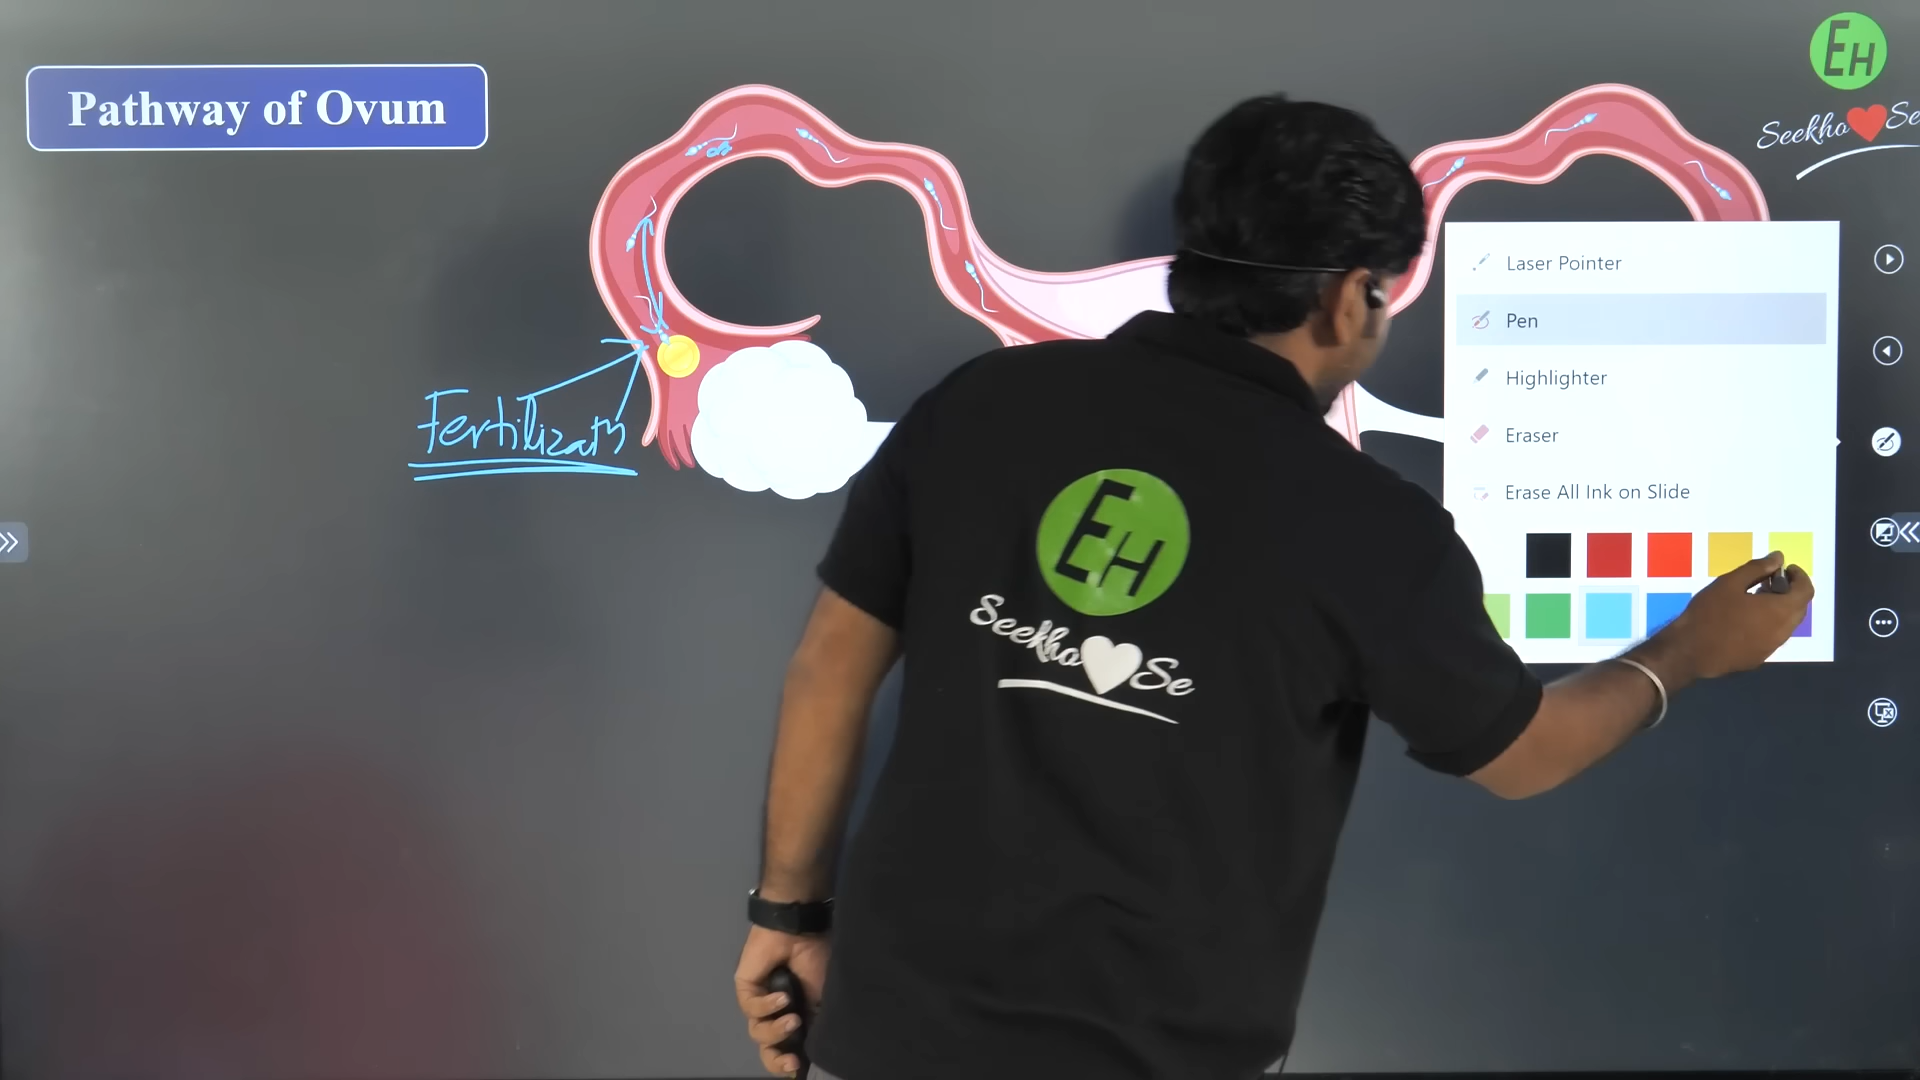 Pathway of Ovum
EH
Seekho❤️Se
Laser Pointer
Pen
Highlighter
Eraser
Erase All Ink on Slide
EH
Seekho❤️Se